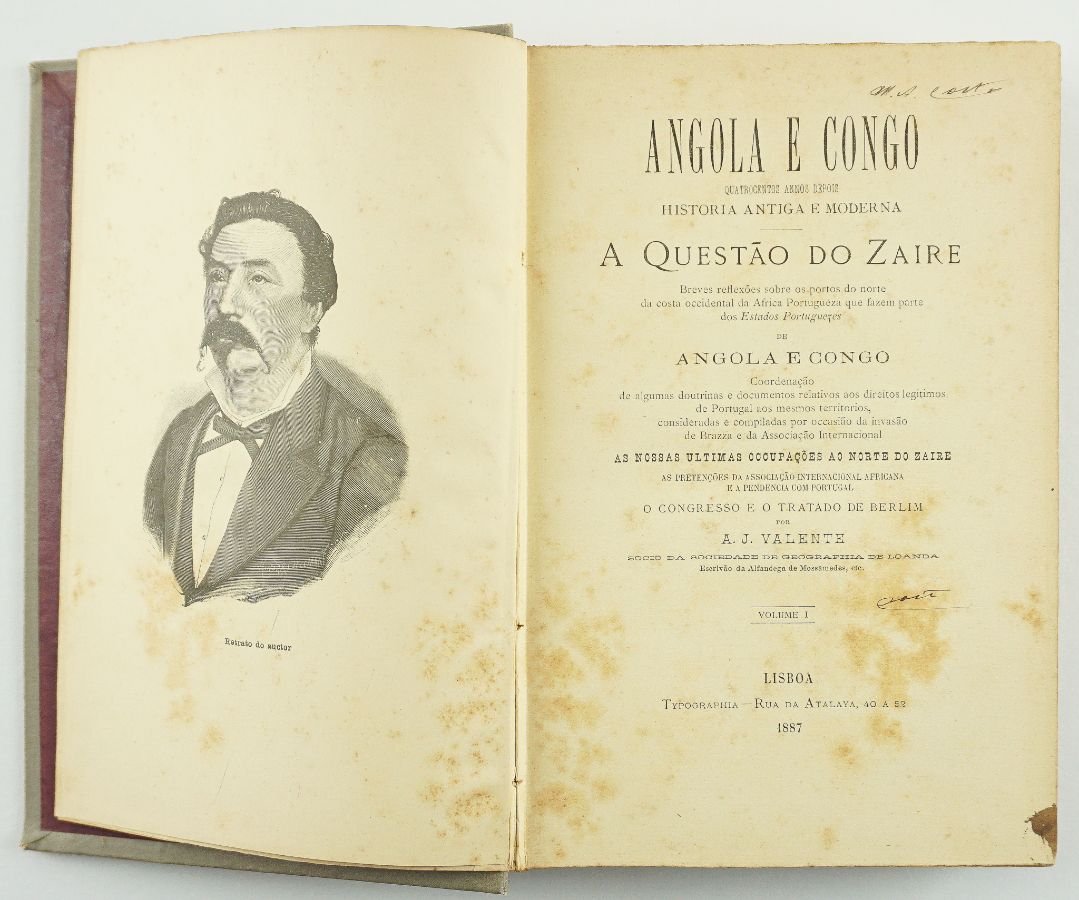 Retrato do auctor
M. A. Costa
ANGOLA E CONGO
QUATROCENTOS ANNOS DEPOIS
HISTORIA ANTIGA E MODERNA
A QUESTÃO DO ZAIRE
Breves reflexões sobre os portos do norte
da costa occidental da Africa Portugueza que fazem parte
dos Estados Portuguezes
DE
ANGOLA E CONGO
Coordenação
de algumas doutrinas e documentos relativos aos direitos legitimos
de Portugal aos mesmos territorios,
consideradas e compiladas por occasião da invasão
de Brazza e da Associação Internacional
AS NOSSAS ULTIMAS OCCUPAÇÕES AO NORTE DO ZAIRE
AS PRETENÇÕES DA ASSOCIAÇÃO INTERNACIONAL AFRICANA
E A PENDENCIA COM PORTUGAL
O CONGRESSO E O TRATADO DE BERLIM
POR
A. J. VALENTE
SOCIO DA SOCIEDADE DE GEOGRAPHIA DE LOANDA
Escrivão da Alfandega de Mossâmedes, etc.
Costa
VOLUME I
LISBOA
TYPOGRAPHIA—RUA DA ATALAYA, 40 A 52
1887